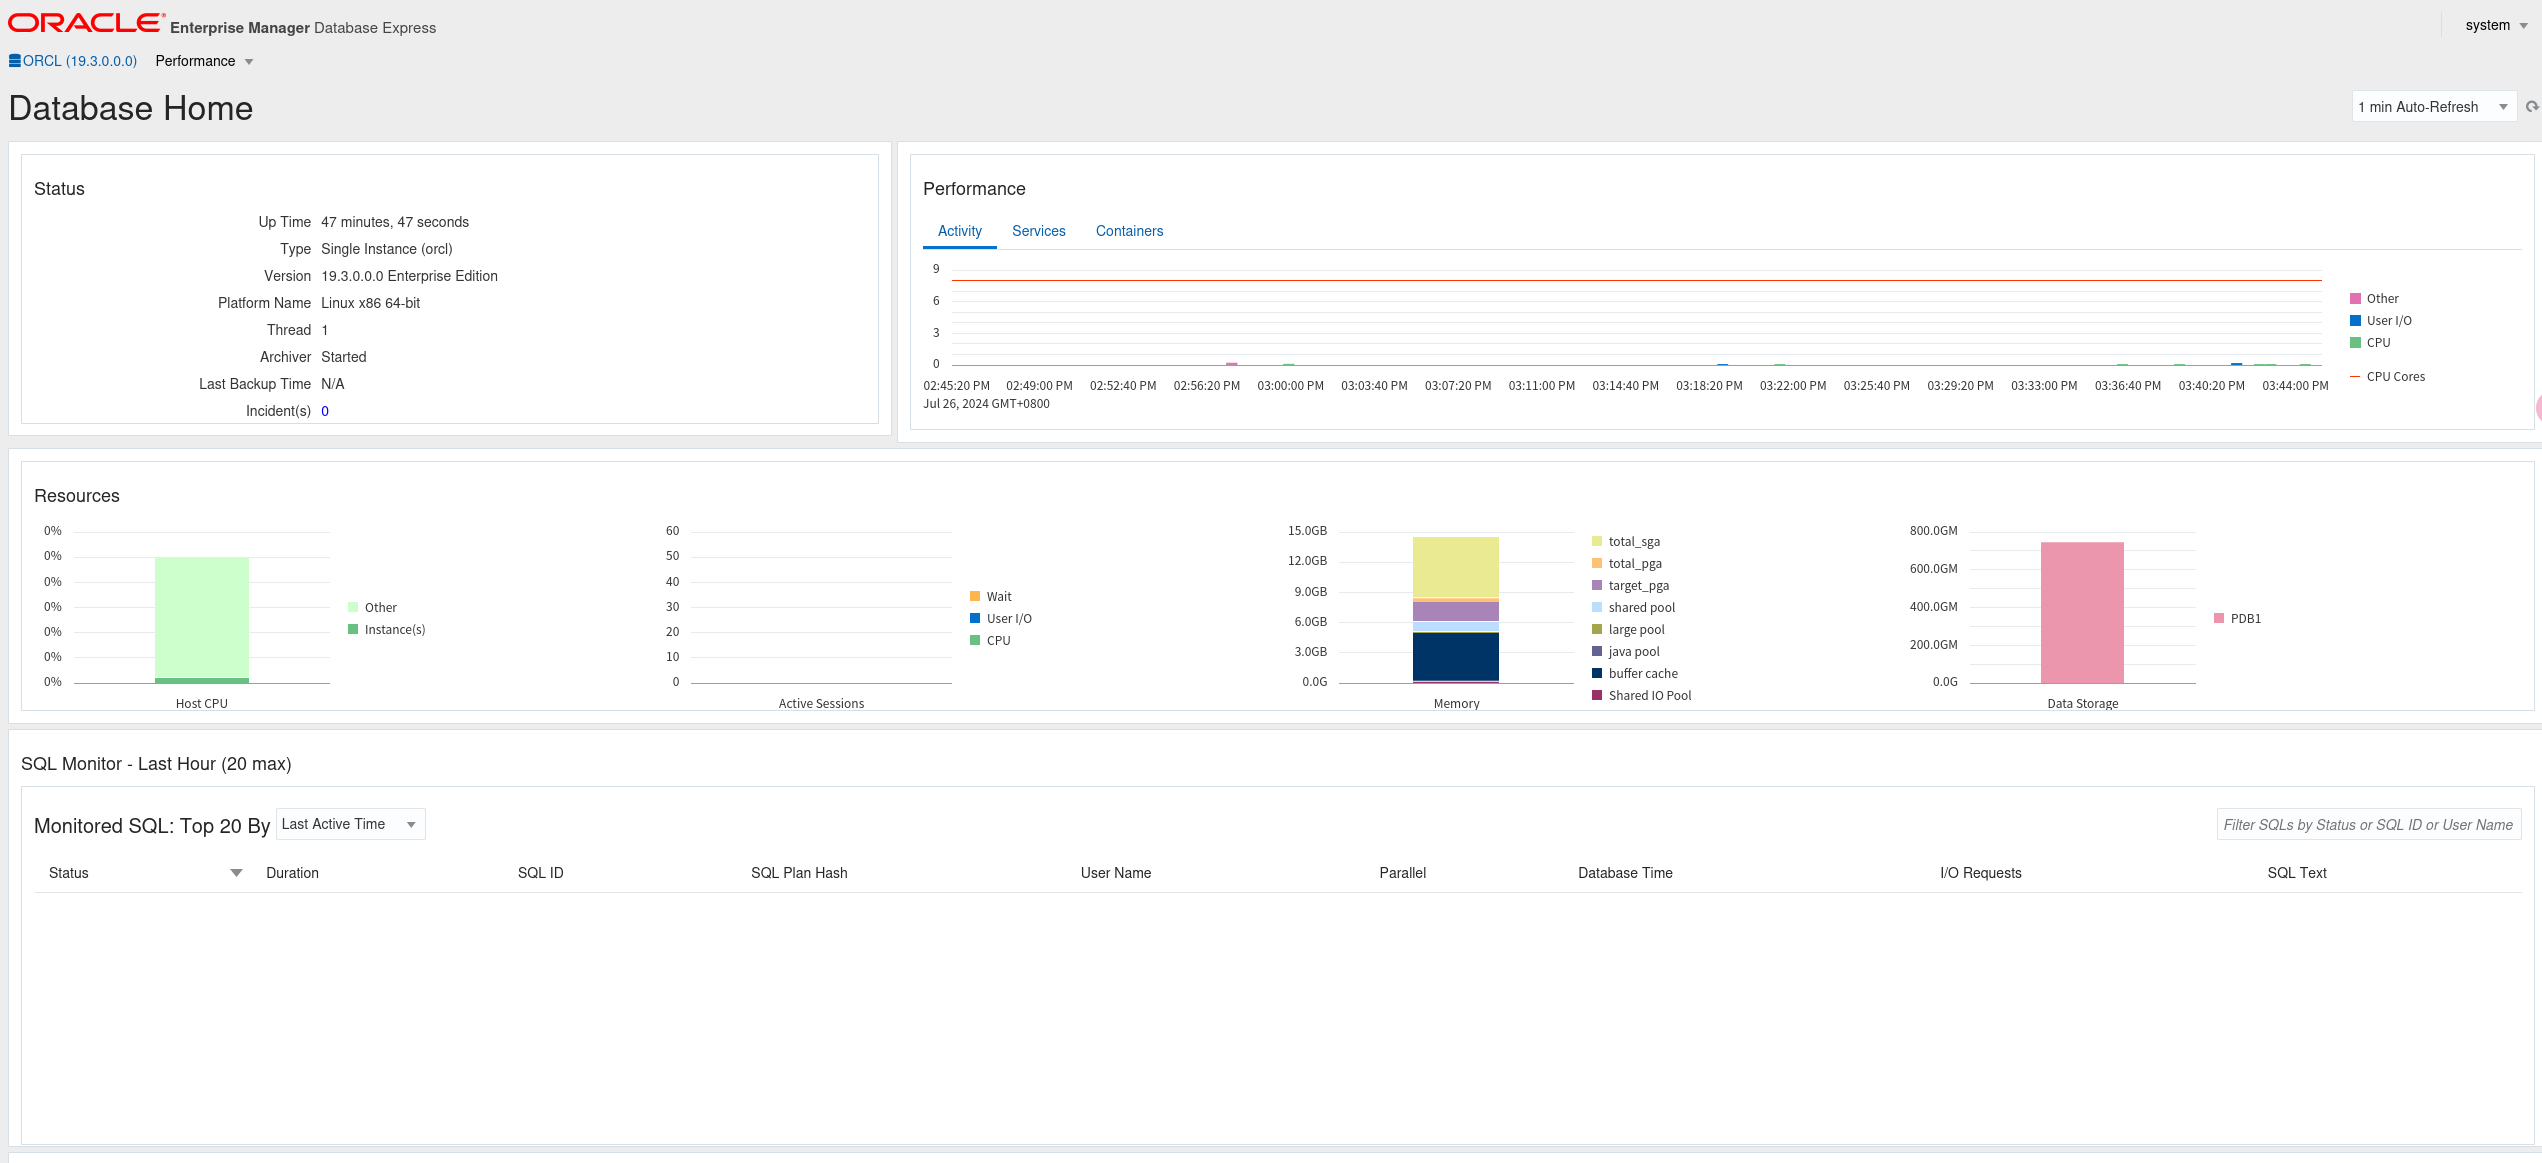 ORACLE® Enterprise Manager Database Express
system
ORCL (19.3.0.0.0) Performance
Database Home
1 min Auto-Refresh
Status
Up Time 47 minutes, 47 seconds
Type Single Instance (orcl)
Version 19.3.0.0.0 Enterprise Edition
Platform Name Linux x86 64-bit
Thread 1
Archiver Started
Last Backup Time N/A
Incident(s) 0
Performance
Activity Services Containers
9
6
3
0
02:45:20 PM 02:49:00 PM 02:52:40 PM 02:56:20 PM 03:00:00 PM 03:03:40 PM 03:07:20 PM 03:11:00 PM 03:14:40 PM 03:18:20 PM 03:22:00 PM 03:25:40 PM 03:29:20 PM 03:33:00 PM 03:36:40 PM 03:40:20 PM 03:44:00 PM
Jul 26, 2024 GMT+0800
Other
User I/O
CPU
CPU Cores
Resources
0%
0%
0%
0%
0%
0%
0%
Host CPU
Other
Instance(s)
60
50
40
30
20
10
0
Active Sessions
Wait
User I/O
CPU
15.0GB
12.0GB
9.0GB
6.0GB
3.0GB
0.0G
Memory
total_sga
total_pga
target_pga
shared pool
large pool
java pool
buffer cache
Shared IO Pool
800.0GM
600.0GM
400.0GM
200.0GM
0.0G
Data Storage
PDB1
SQL Monitor - Last Hour (20 max)
Monitored SQL: Top 20 By Last Active Time
Filter SQLs by Status or SQL ID or User Name
Status Duration SQL ID SQL Plan Hash User Name Parallel Database Time I/O Requests SQL Text